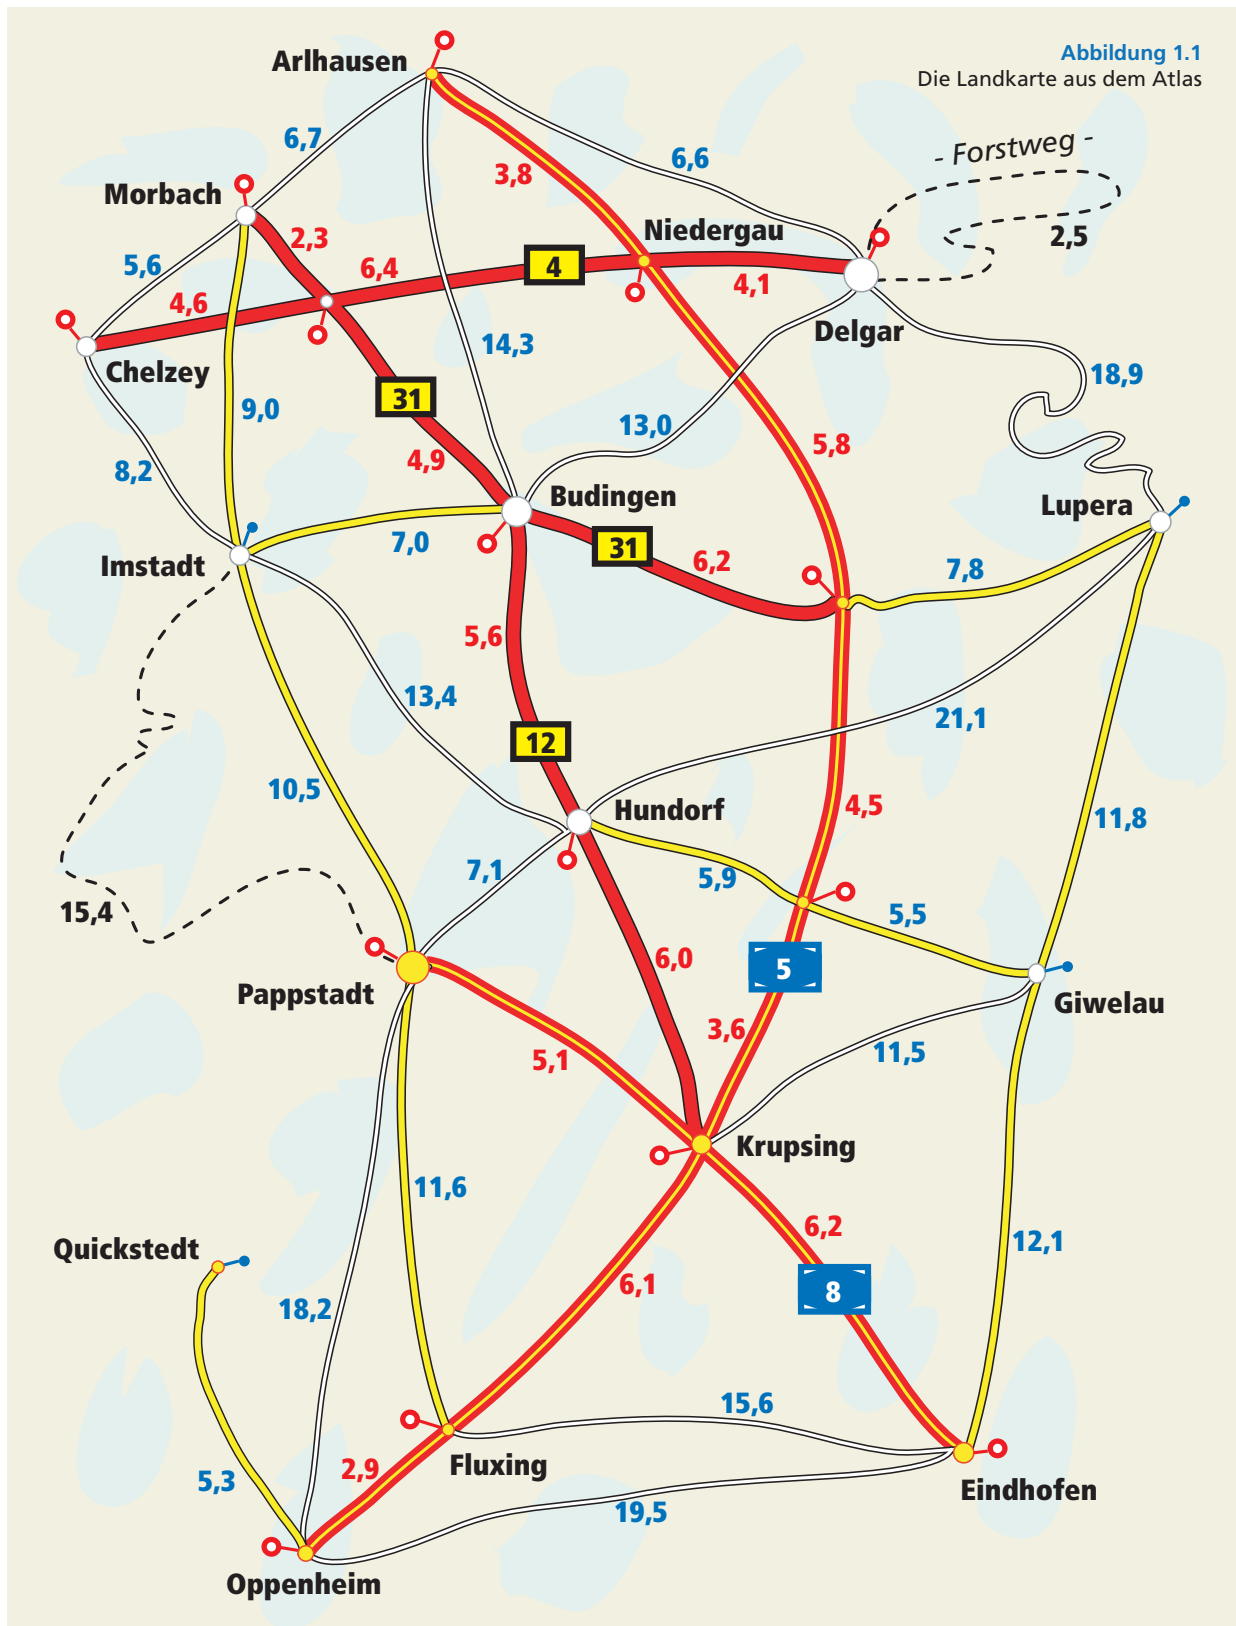 Arlhausen
Abbildung 1.1
Die Landkarte aus dem Atlas
6,7
3,8
6,6
- Forstweg -
Morbach
2,3
Niedergau
2,5
5,6
6,4
4
4,1
4,6
Delgar
14,3
Chelzey
18,9
31
9,0
13,0
5,8
4,9
8,2
Budingen
Lupera
7,0
31
Imstadt
6,2
7,8
5,6
13,4
21,1
12
10,5
Hundorf
4,5
11,8
7,1
5,9
15,4
5,5
6,0
5
Pappstadt
Giwelau
3,6
5,1
11,5
Krupsing
11,6
6,2
Quickstedt
12,1
6,1
8
18,2
15,6
2,9
Fluxing
5,3
Eindhofen
19,5
Oppenheim